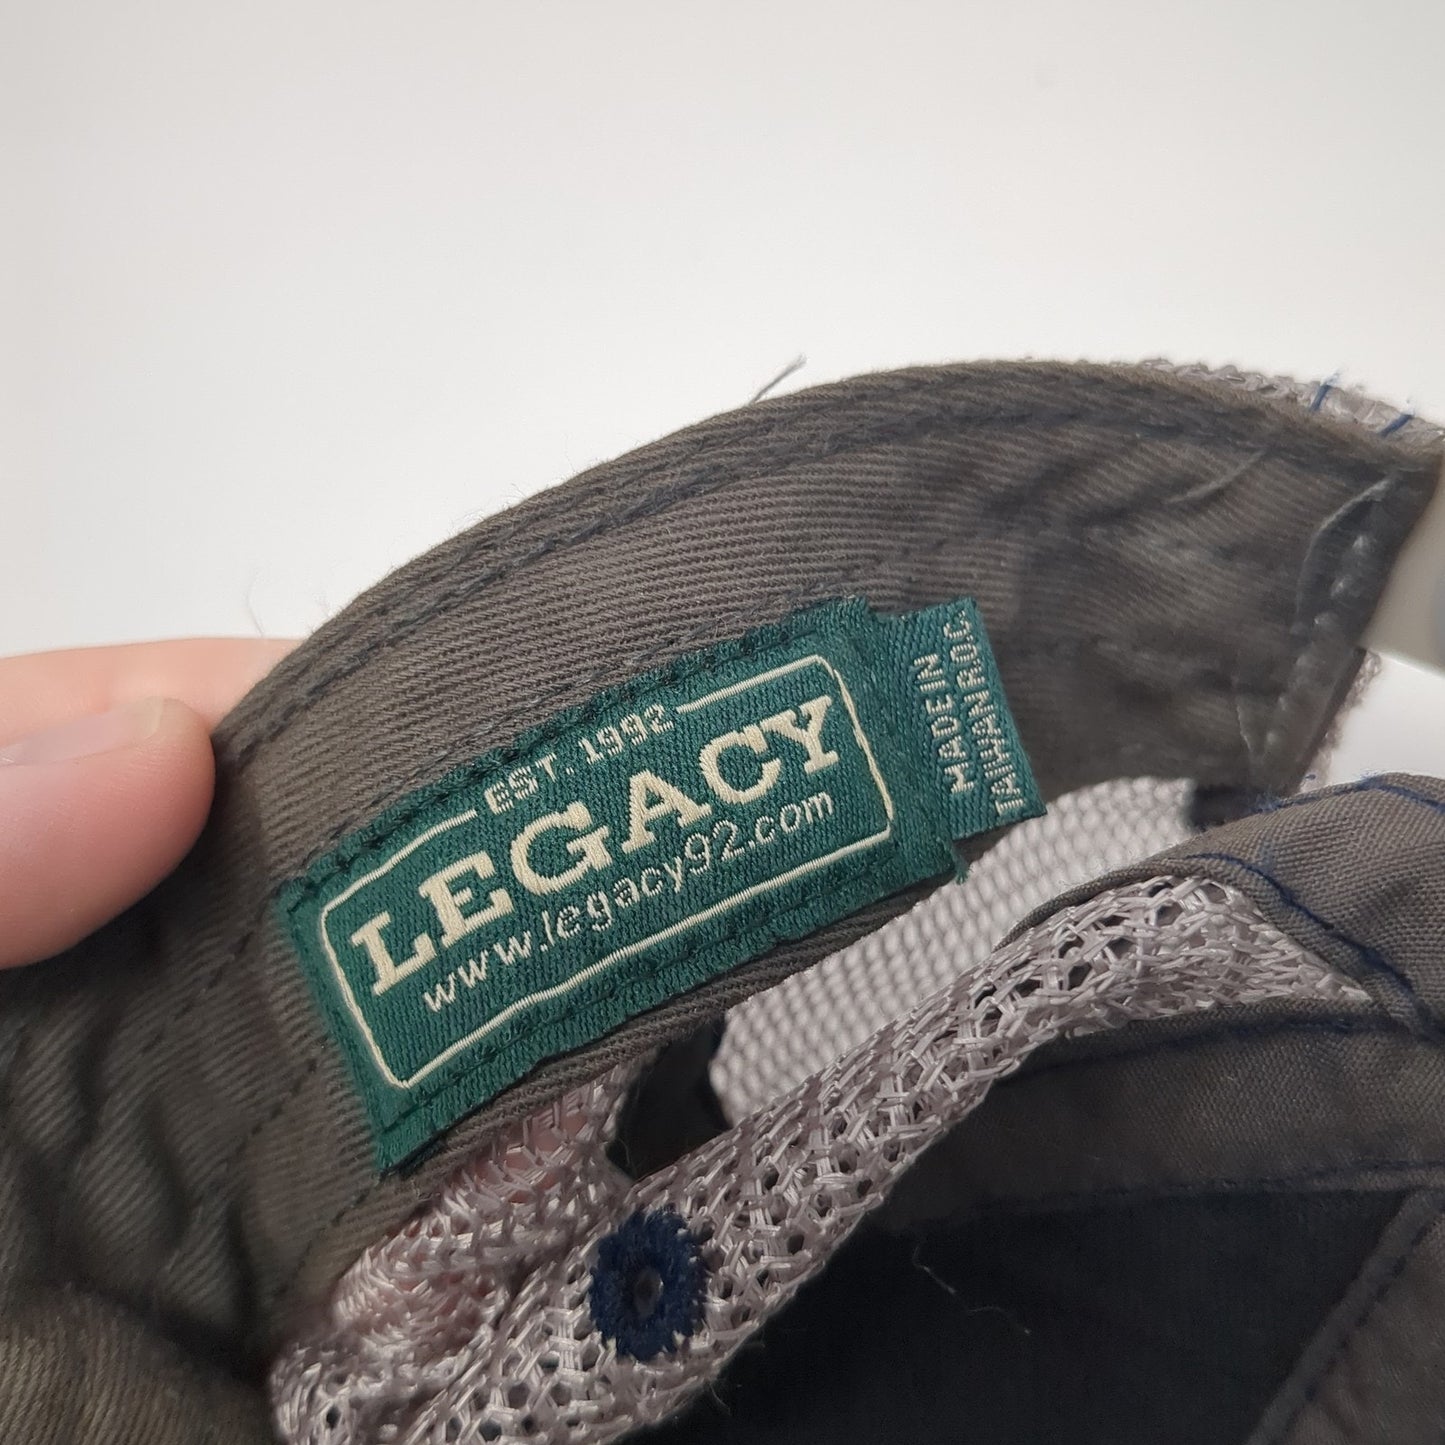 EST. 1992
LEGACY
www.legacy92.com
MADE IN
TAIWAN R.O.C.